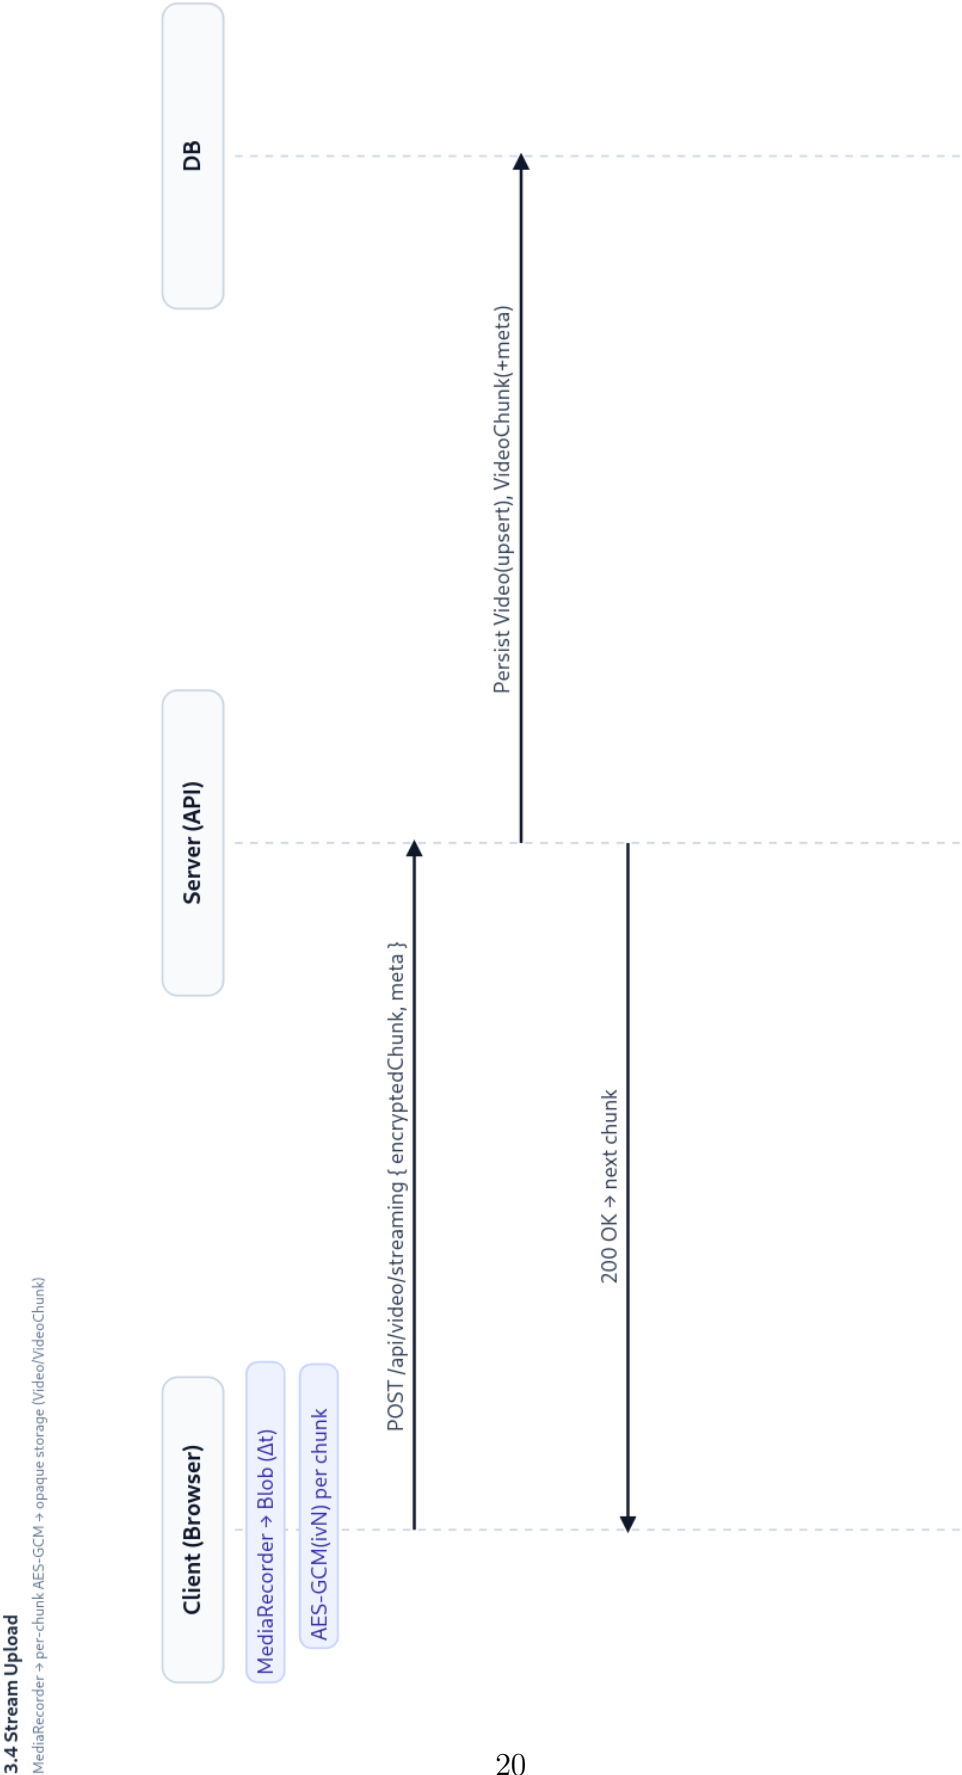 3.4 Stream Upload
MediaRecorder → per-chunk AES-GCM → opaque storage (Video/VideoChunk)
Client (Browser)
Server (API)
DB
MediaRecorder → Blob (Δt)
AES-GCM(ivN) per chunk
POST /api/video/streaming { encryptedChunk, meta }
Persist Video(upsert), VideoChunk(+meta)
200 OK → next chunk
20